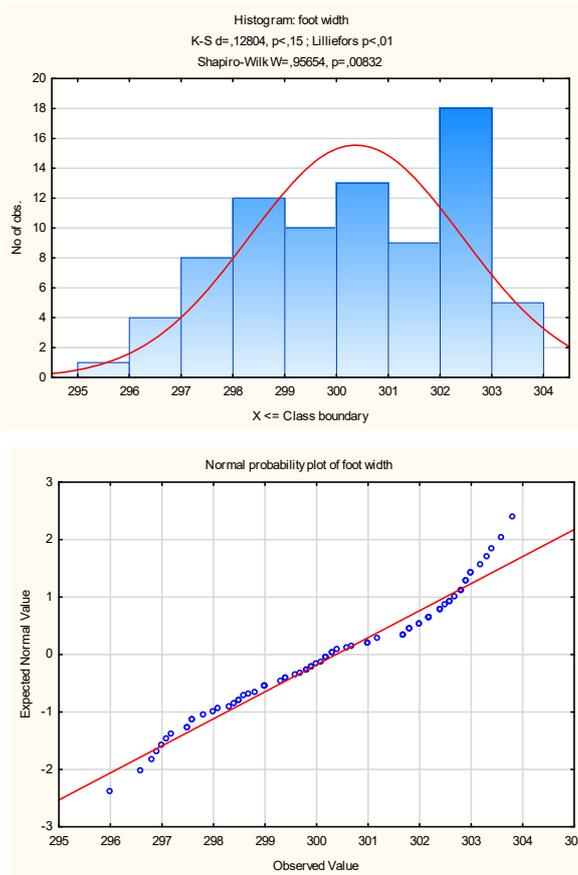 Histogram: foot width
K-S d=,12804, p<,15 ; Lilliefors p<,01
Shapiro-Wilk W=,95654, p=,00832
20
18
16
14
12
10
8
6
4
2
0
No of obs.
295 296 297 298 299 300 301 302 303 304
X <= Class boundary
Normal probability plot of foot width
3
2
1
0
-1
-2
-3
Expected Normal Value
295 296 297 298 299 300 301 302 303 304 30
Observed Value